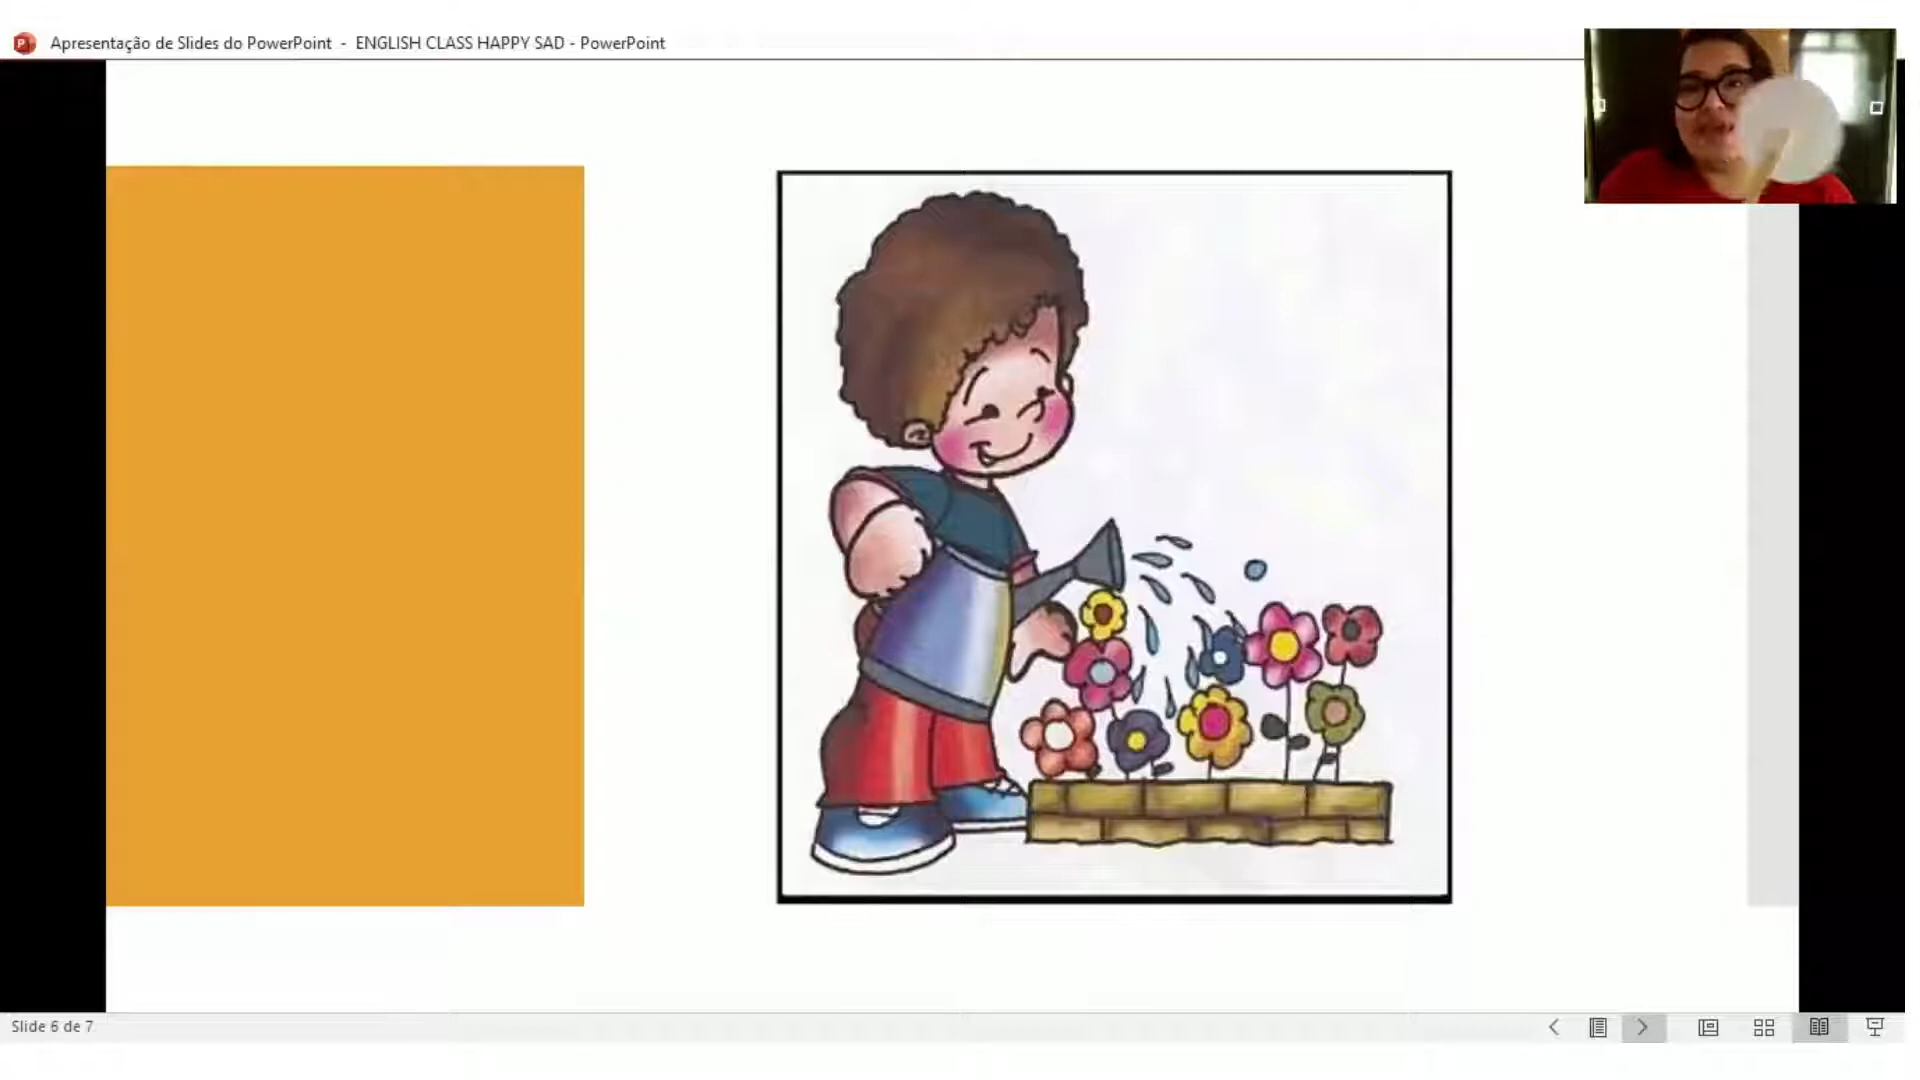 Apresentação de Slides do PowerPoint - ENGLISH CLASS HAPPY SAD - PowerPoint
Slide 6 de 7